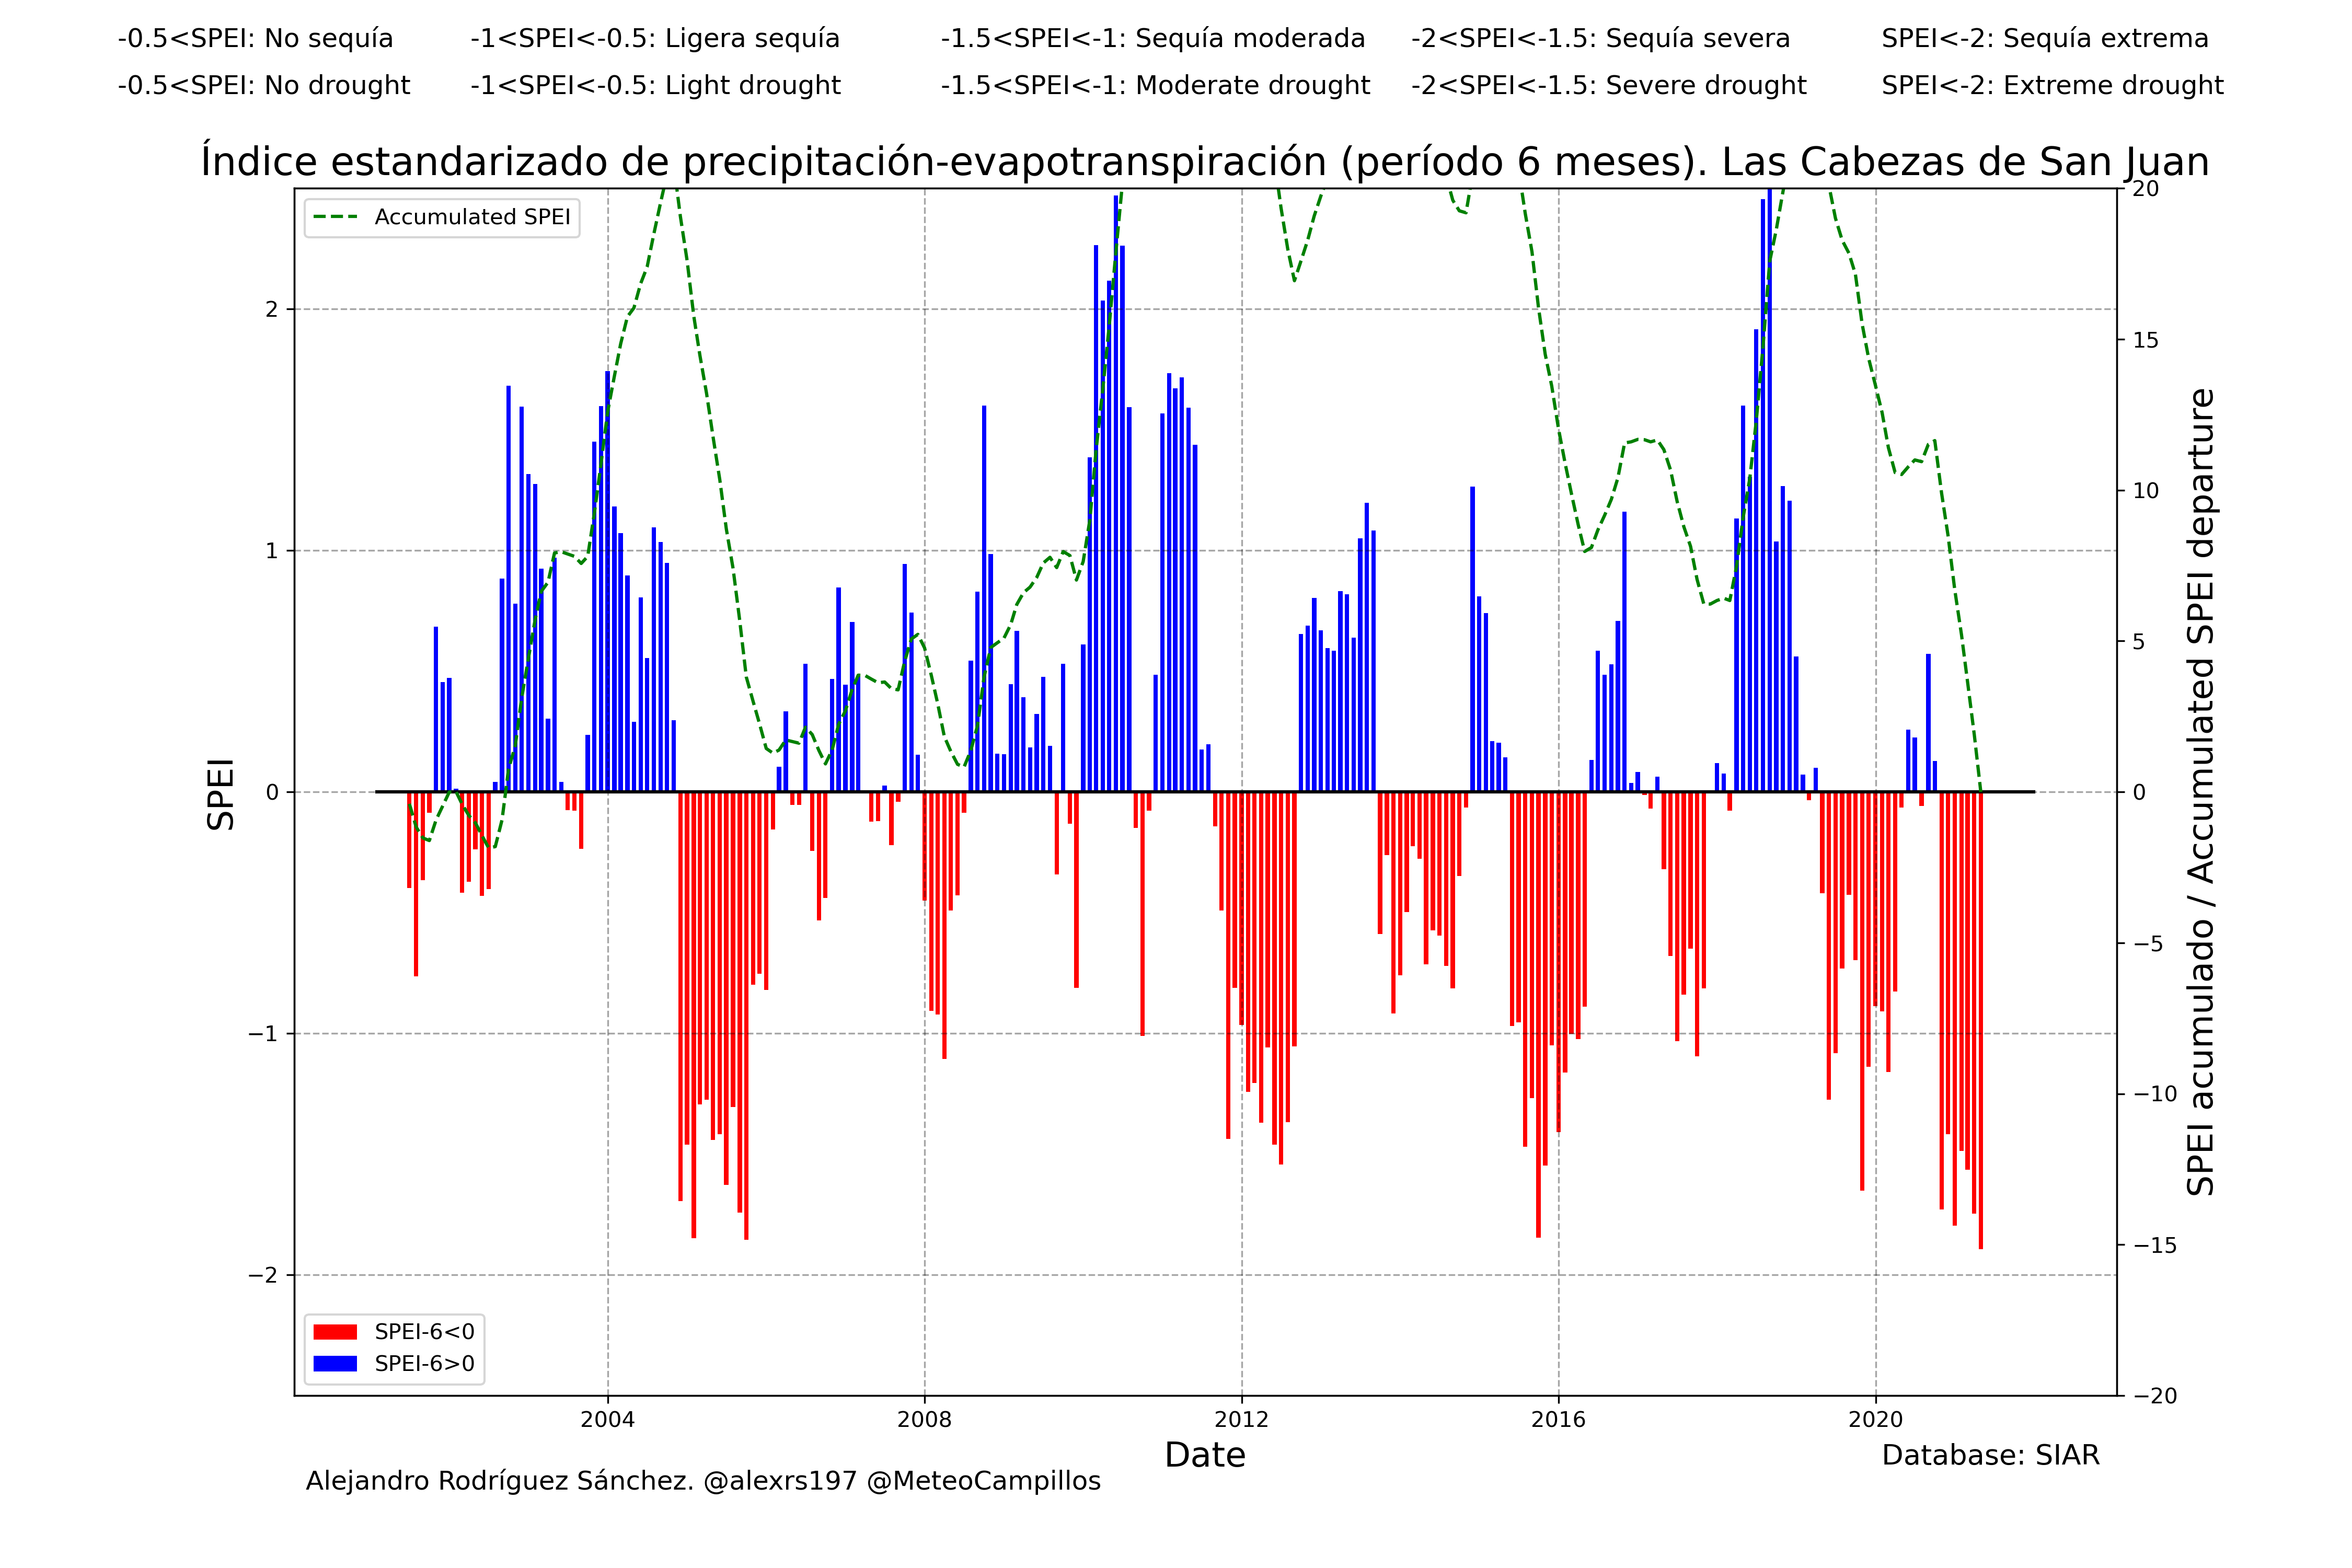 -0.5<SPEI: No sequía -1<SPEI<-0.5: Ligera sequía -1.5<SPEI<-1: Sequía moderada -2<SPEI<-1.5: Sequía severa SPEI<-2: Sequía extrema
-0.5<SPEI: No drought -1<SPEI<-0.5: Light drought -1.5<SPEI<-1: Moderate drought -2<SPEI<-1.5: Severe drought SPEI<-2: Extreme drought
Índice estandarizado de precipitación-evapotranspiración (período 6 meses). Las Cabezas de San Juan
Accumulated SPEI
2
1
0
−1
−2
SPEI
20
15
10
5
0
−5
−10
−15
−20
SPEI acumulado / Accumulated SPEI departure
SPEI-6<0
SPEI-6>0
2004 2008 2012 2016 2020
Date
Database: SIAR
Alejandro Rodríguez Sánchez. @alexrs197 @MeteoCampillos